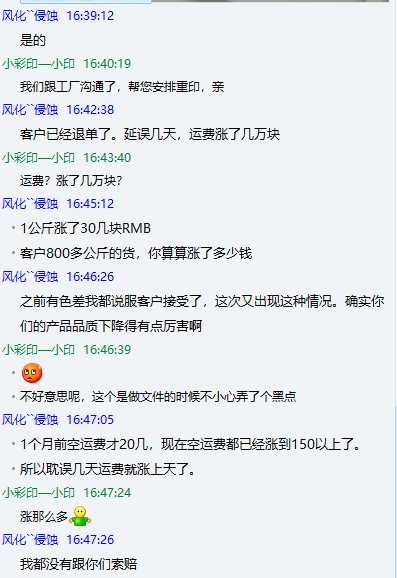 风化``侵蚀 16:39:12
是的
小彩印—小印 16:40:19
我们跟工厂沟通了，帮您安排重印，亲
风化``侵蚀 16:42:38
客户已经退单了。延误几天，运费涨了几万块
小彩印—小印 16:43:40
运费？涨了几万块？
风化``侵蚀 16:45:12
• 1公斤涨了30几块RMB
• 客户800多公斤的货，你算算涨了多少钱
风化``侵蚀 16:46:26
之前有色差我都说服客户接受了，这次又出现这种情况。确实你
们的产品品质下降得有点厉害啊
小彩印—小印 16:46:39
• 不好意思呢，这个是做文件的时候不小心弄了个黑点
风化``侵蚀 16:47:05
• 1个月前空运费才20几，现在空运费都已经涨到150以上了。
• 所以耽误几天运费就涨上天了。
小彩印—小印 16:47:24
涨那么多
风化``侵蚀 16:47:26
我都没有跟你们索赔